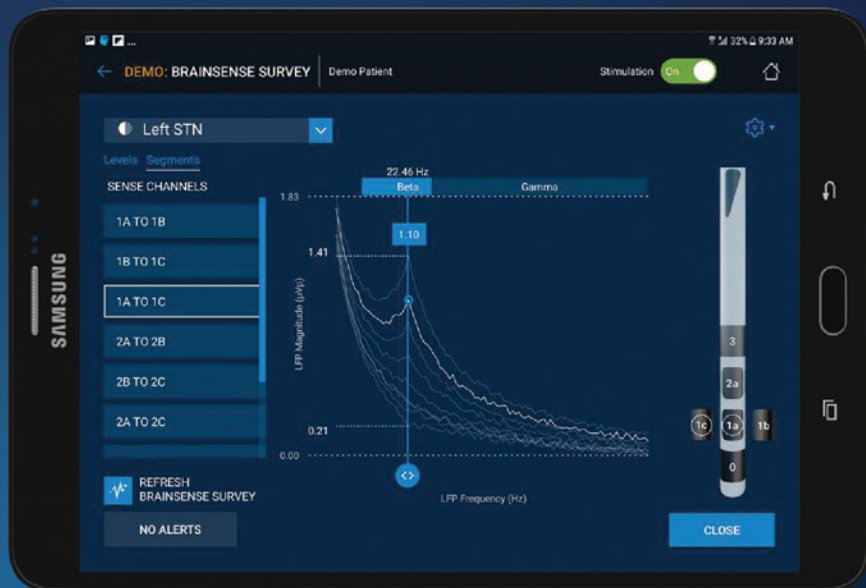 ... 32% 9:33 AM
DEMO: BRAINSENSE SURVEY Demo Patient Stimulation On
Left STN
Levels Segments
SENSE CHANNELS
1A TO 1B
1B TO 1C
1A TO 1C
2A TO 2B
2B TO 2C
2A TO 2C
REFRESH
BRAINSENSE SURVEY
NO ALERTS
22.46 Hz
Beta Gamma
1.83
1.10
1.41
0.21
0.00
LFP Magnitude (μVp)
LFP Frequency (Hz)
3
2a
1c 1a 1b
0
CLOSE
SAMSUNG